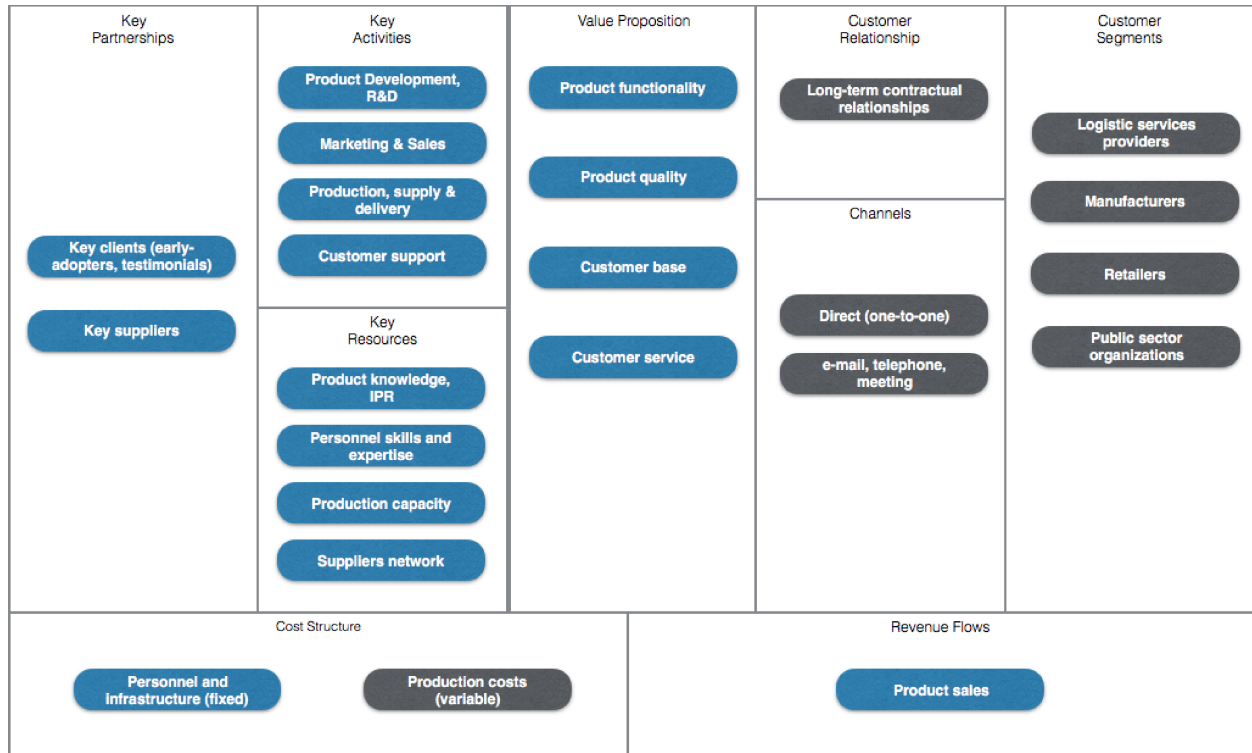 Key
Partnerships
Key clients (early-
adopters, testimonials)
Key suppliers
Key
Activities
Product Development,
R&D
Marketing & Sales
Production, supply &
delivery
Customer support
Key
Resources
Product knowledge,
IPR
Personnel skills and
expertise
Production capacity
Suppliers network
Value Proposition
Product functionality
Product quality
Customer base
Customer service
Customer
Relationship
Long-term contractual
relationships
Channels
Direct (one-to-one)
e-mail, telephone,
meeting
Customer
Segments
Logistic services
providers
Manufacturers
Retailers
Public sector
organizations
Cost Structure
Personnel and
infrastructure (fixed)
Production costs
(variable)
Revenue Flows
Product sales